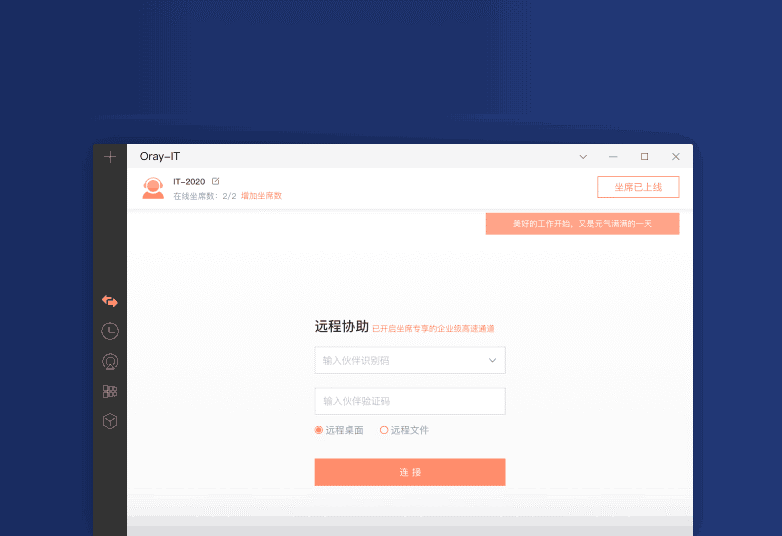 Oray-IT
IT-2020
在线坐席数：2/2 增加坐席数
坐席已上线
美好的工作开始，又是元气满满的一天
远程协助 已开启坐席专享的企业级高速通道
输入伙伴识别码
输入伙伴验证码
远程桌面 远程文件
连接